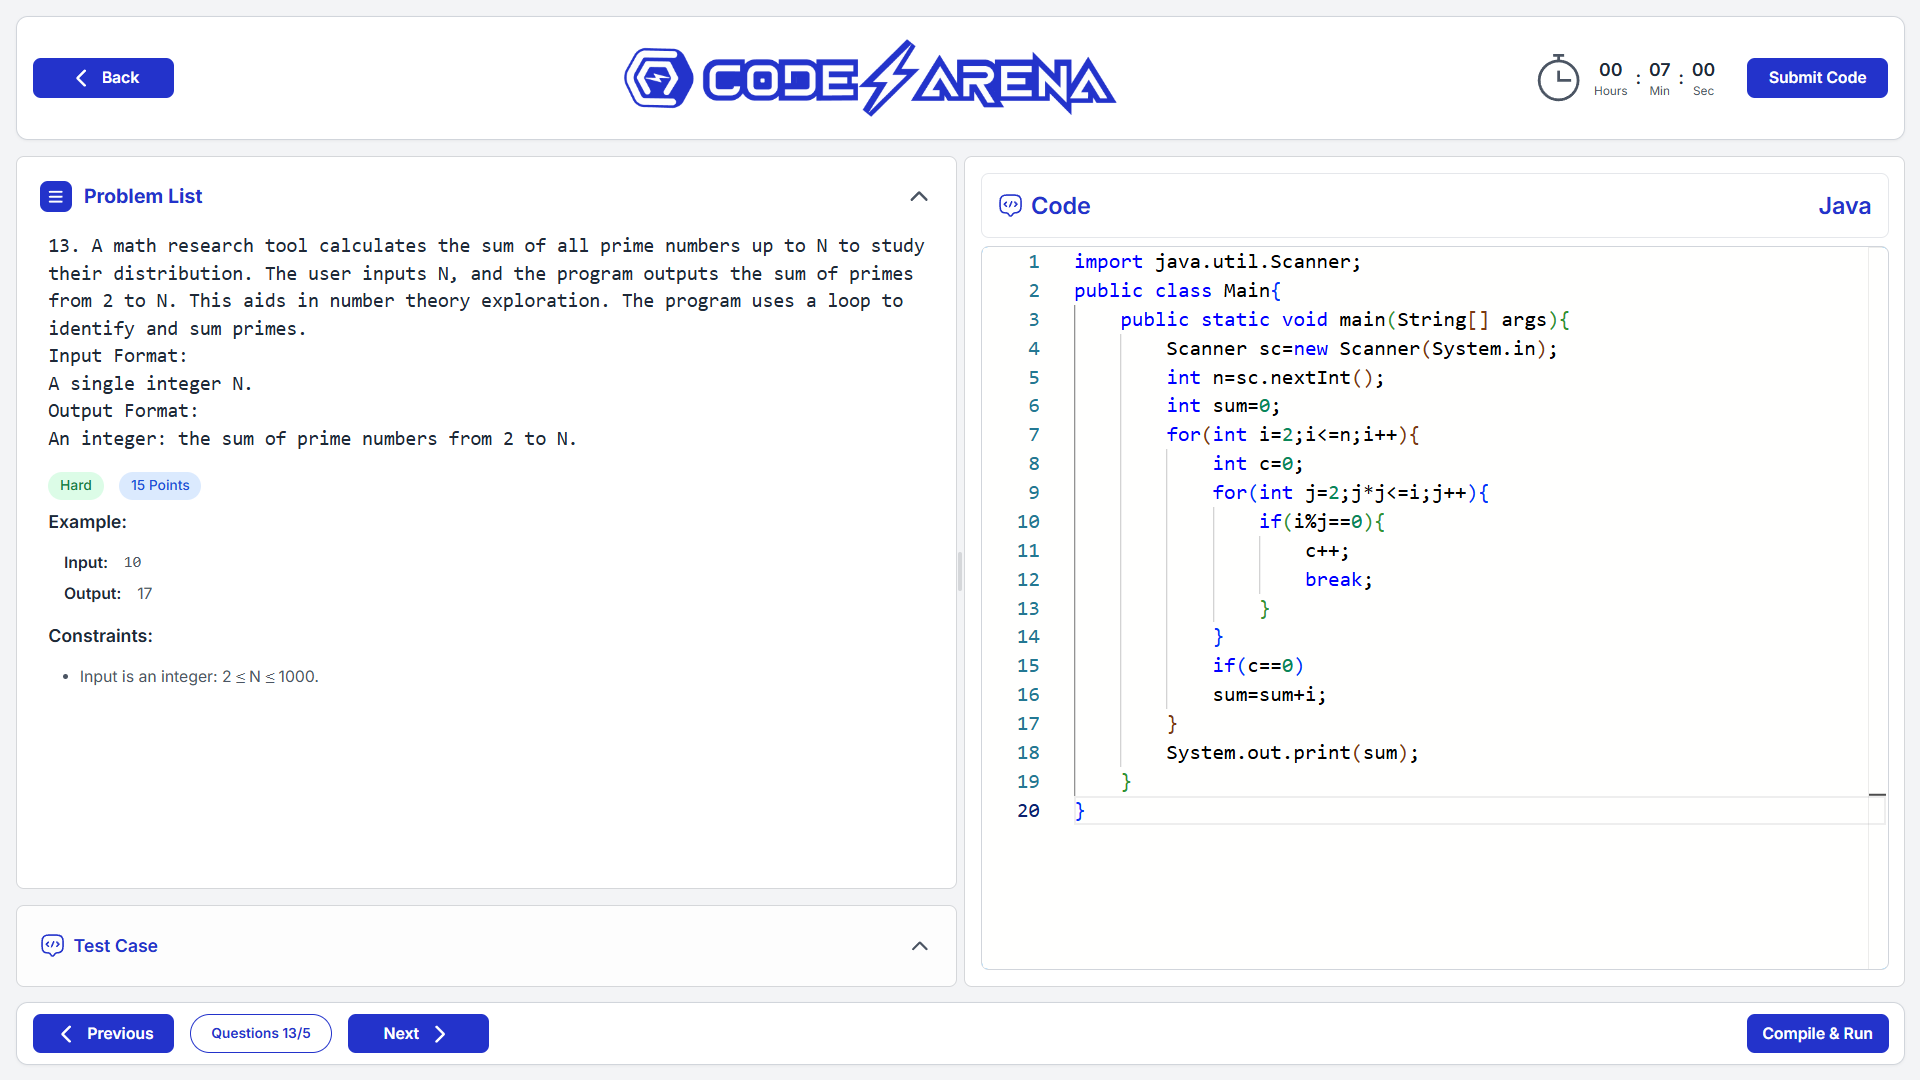 Back
CODE ARENA
00 : 07 : 00
Hours Min Sec
Submit Code
Problem List
13. A math research tool calculates the sum of all prime numbers up to N to study
their distribution. The user inputs N, and the program outputs the sum of primes
from 2 to N. This aids in number theory exploration. The program uses a loop to
identify and sum primes.
Input Format:
A single integer N.
Output Format:
An integer: the sum of prime numbers from 2 to N.
Hard 15 Points
Example:
Input: 10
Output: 17
Constraints:
• Input is an integer: 2 ≤ N ≤ 1000.
Test Case
Code Java
1 import java.util.Scanner;
2 public class Main{
3 public static void main(String[] args){
4 Scanner sc=new Scanner(System.in);
5 int n=sc.nextInt();
6 int sum=0;
7 for(int i=2;i<=n;i++){
8 int c=0;
9 for(int j=2;j*j<=i;j++){
10 if(i%j==0){
11 c++;
12 break;
13 }
14 }
15 if(c==0)
16 sum=sum+i;
17 }
18 System.out.print(sum);
19 }
20 }
Previous
Questions 13/5
Next
Compile & Run